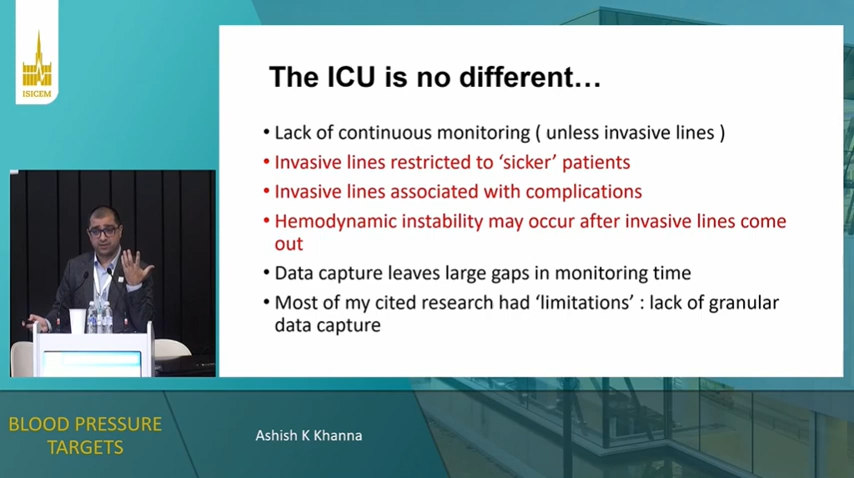 ISICEM
The ICU is no different…
• Lack of continuous monitoring ( unless invasive lines )
• Invasive lines restricted to ‘sicker’ patients
• Invasive lines associated with complications
• Hemodynamic instability may occur after invasive lines come
out
• Data capture leaves large gaps in monitoring time
• Most of my cited research had ‘limitations’ : lack of granular
data capture
BLOOD PRESSURE
TARGETS
Ashish K Khanna